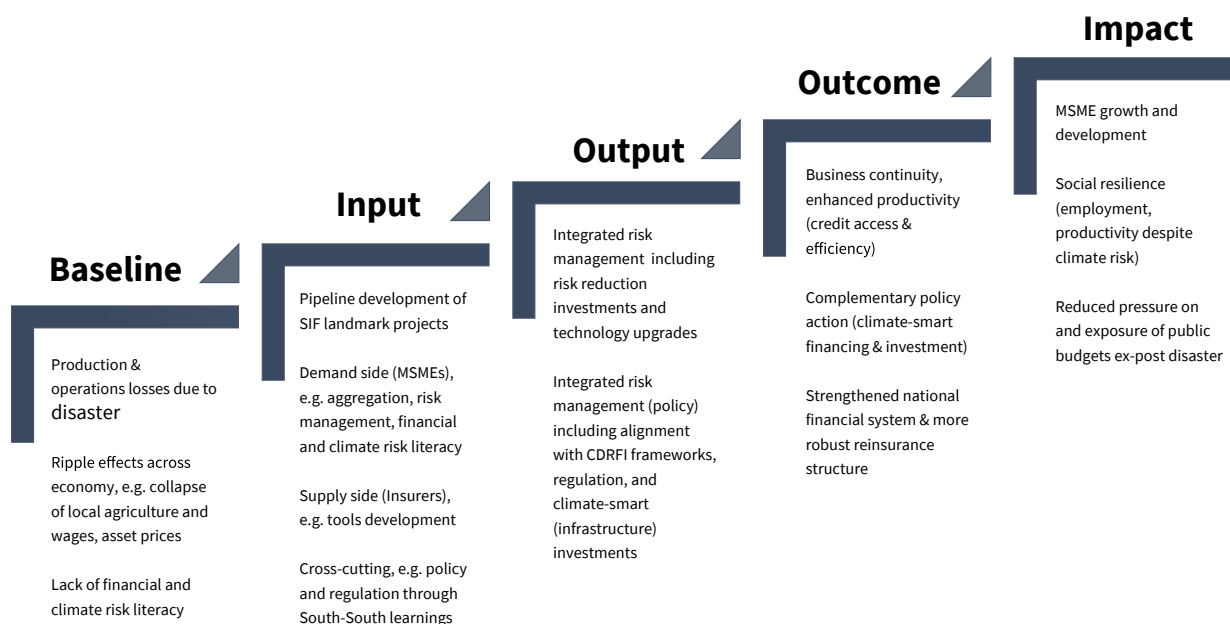 Baseline
Production &
operations losses due to
disaster
Ripple effects across
economy, e.g. collapse
of local agriculture and
wages, asset prices
Lack of financial and
climate risk literacy
Input
Pipeline development of
SIF landmark projects
Demand side (MSMEs),
e.g. aggregation, risk
management, financial
and climate risk literacy
Supply side (Insurers),
e.g. tools development
Cross-cutting, e.g. policy
and regulation through
South-South learnings
Output
Integrated risk
management including
risk reduction
investments and
technology upgrades
Integrated risk
management (policy)
including alignment
with CDRFI frameworks,
regulation, and
climate-smart
(infrastructure)
investments
Outcome
Business continuity,
enhanced productivity
(credit access &
efficiency)
Complementary policy
action (climate-smart
financing & investment)
Strengthened national
financial system & more
robust reinsurance
structure
Impact
MSME growth and
development
Social resilience
(employment,
productivity despite
climate risk)
Reduced pressure on
and exposure of public
budgets ex-post disaster